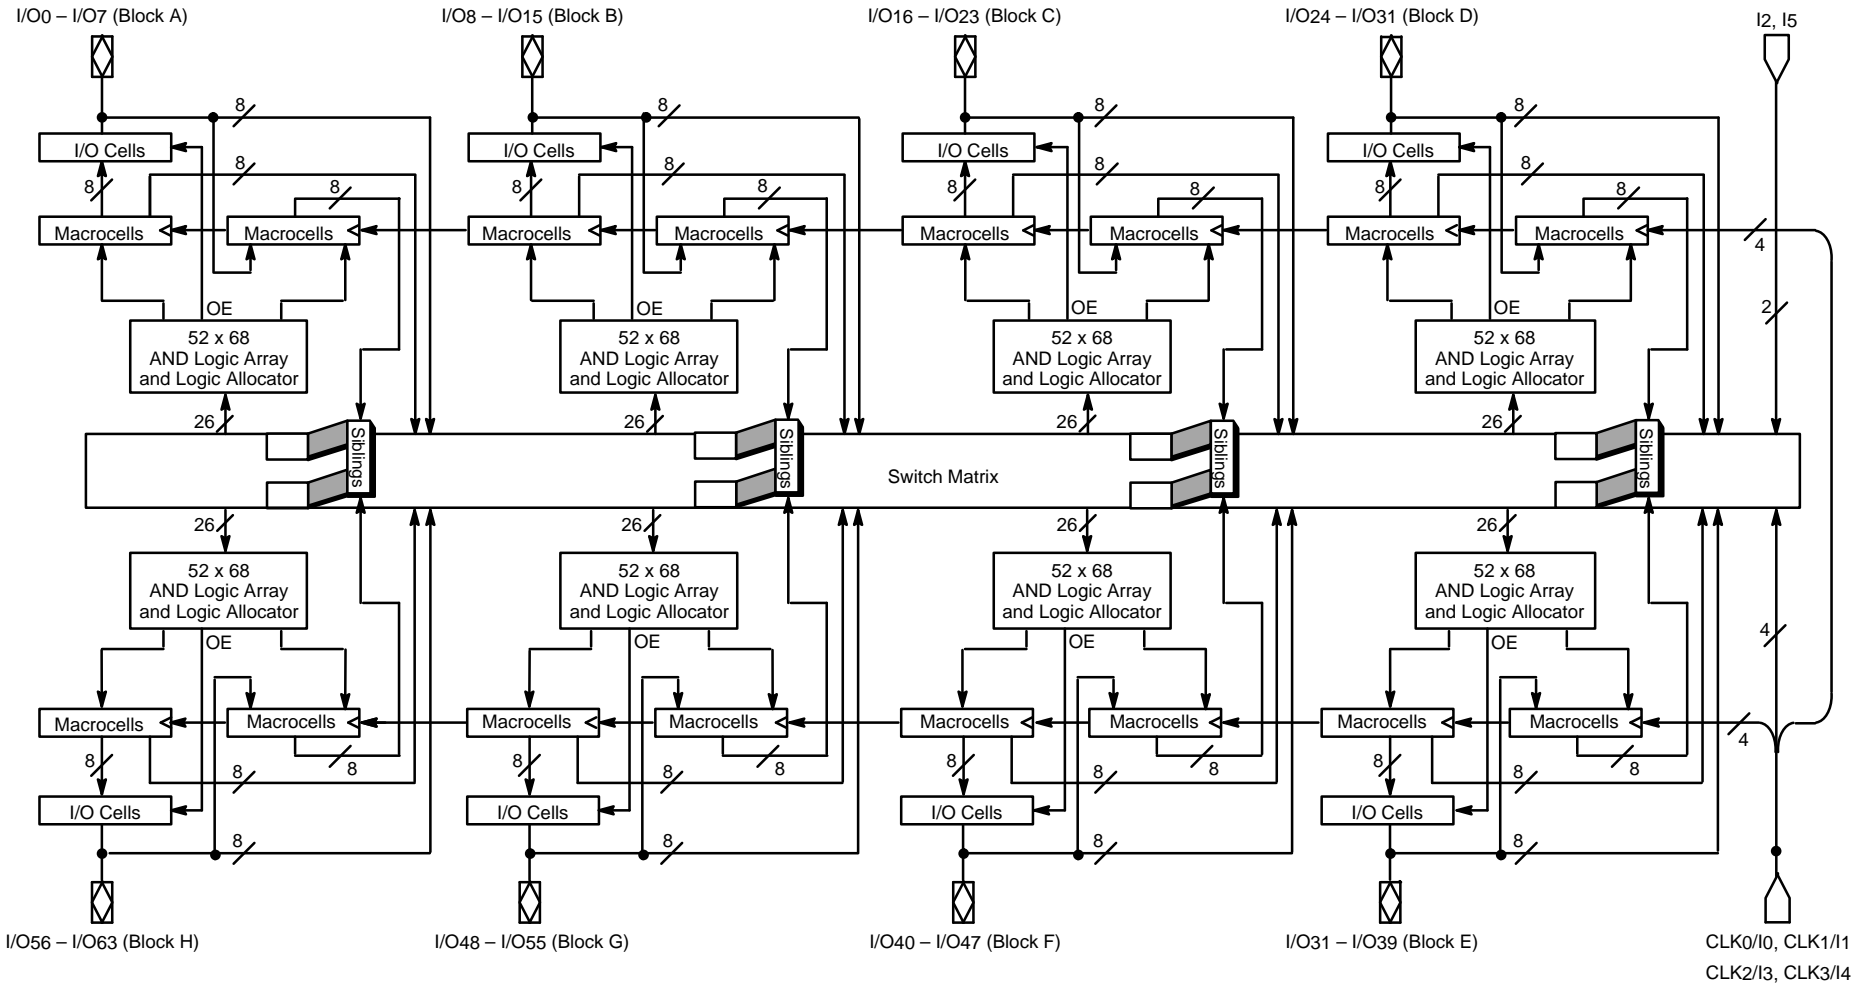 I/O0 – I/O7 (Block A)
I/O8 – I/O15 (Block B)
I/O16 – I/O23 (Block C)
I/O24 – I/O31 (Block D)
I2, I5
8
8
8
8
I/O Cells
I/O Cells
I/O Cells
I/O Cells
8
8
8
8
8
8
8
8
8
8
8
8
Macrocells
Macrocells
Macrocells
Macrocells
Macrocells
Macrocells
Macrocells
Macrocells
4
OE
OE
OE
OE
2
52 x 68
AND Logic Array
and Logic Allocator
52 x 68
AND Logic Array
and Logic Allocator
52 x 68
AND Logic Array
and Logic Allocator
52 x 68
AND Logic Array
and Logic Allocator
26
26
26
26
Siblings
Siblings
Siblings
Siblings
Switch Matrix
26
26
26
26
52 x 68
AND Logic Array
and Logic Allocator
52 x 68
AND Logic Array
and Logic Allocator
52 x 68
AND Logic Array
and Logic Allocator
52 x 68
AND Logic Array
and Logic Allocator
OE
OE
OE
OE
4
Macrocells
Macrocells
Macrocells
Macrocells
Macrocells
Macrocells
Macrocells
Macrocells
4
8
8
8
8
8
8
8
8
8
8
8
8
I/O Cells
I/O Cells
I/O Cells
I/O Cells
8
8
8
8
I/O56 – I/O63 (Block H)
I/O48 – I/O55 (Block G)
I/O40 – I/O47 (Block F)
I/O31 – I/O39 (Block E)
CLK0/I0, CLK1/I1
CLK2/I3, CLK3/I4